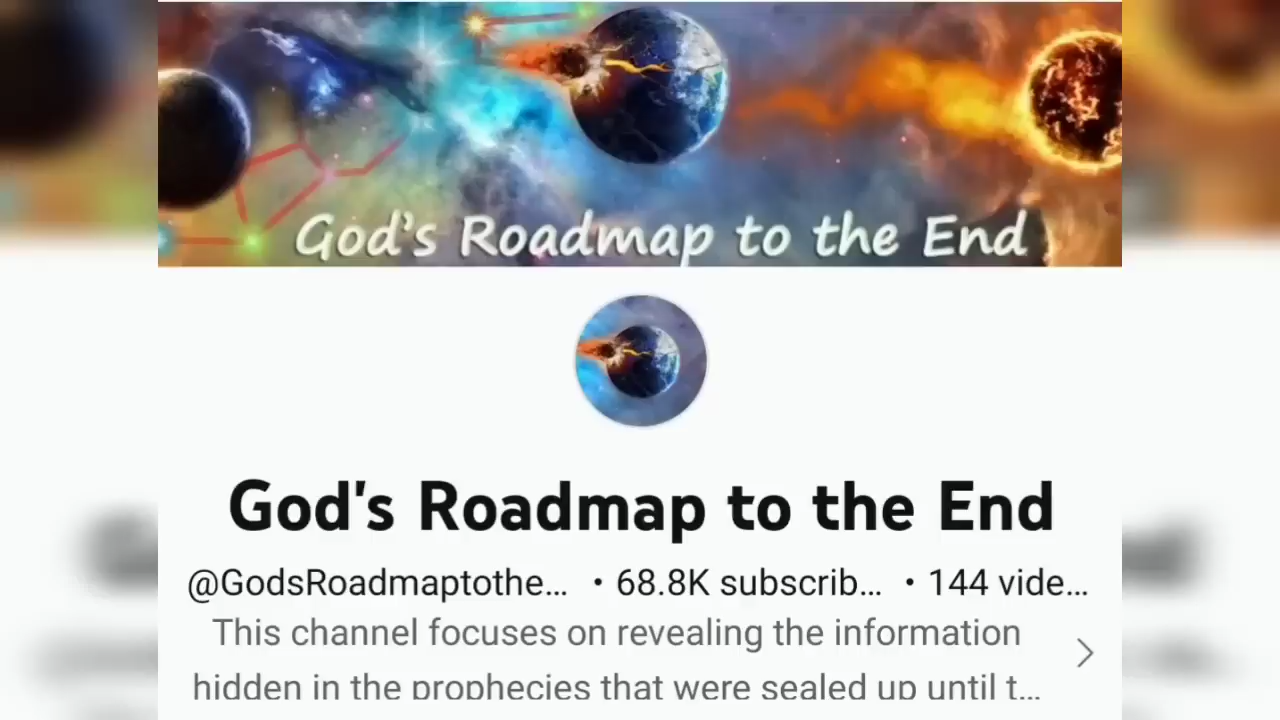 God's Roadmap to the End
God's Roadmap to the End
@GodsRoadmaptothe... • 68.8K subscrib... • 144 vide...
This channel focuses on revealing the information
hidden in the prophecies that were sealed up until t...